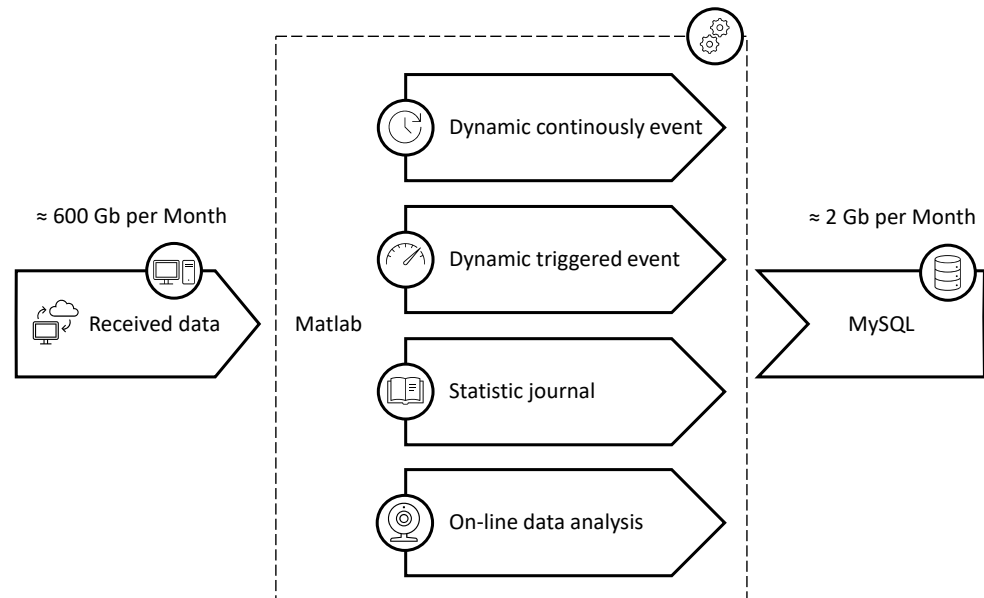 ≈ 600 Gb per Month
Received data
Matlab
Dynamic continously event
Dynamic triggered event
Statistic journal
On-line data analysis
≈ 2 Gb per Month
MySQL